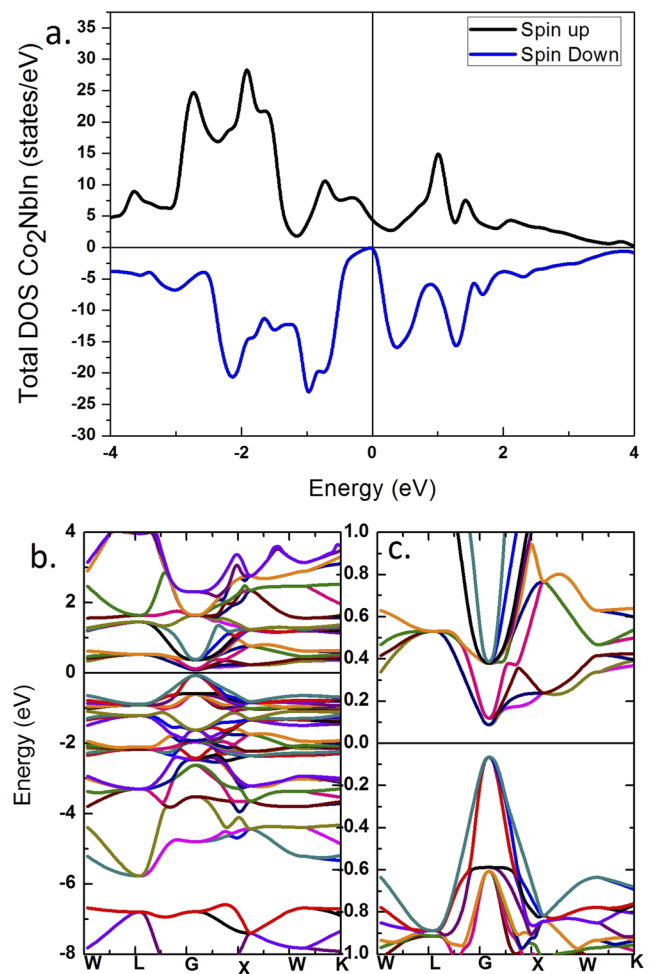 a.
Spin up
Spin Down
Total DOS Co2NbIn (states/eV)
35
30
25
20
15
10
5
0
-5
-10
-15
-20
-25
-30
-4 -2 0 2 4
Energy (eV)
b.
c.
Energy (eV)
4
2
0
-2
-4
-6
-8
1.0
0.8
0.6
0.4
0.2
0.0
0.2
0.4
0.6
0.8
1.0
W L G X W K
W L G X W K